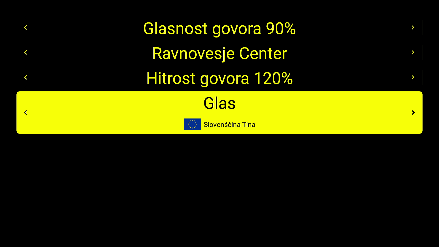 Glasnost govora 90%
Ravnovesje Center
Hitrost govora 120%
Glas
Slovenščina Tina